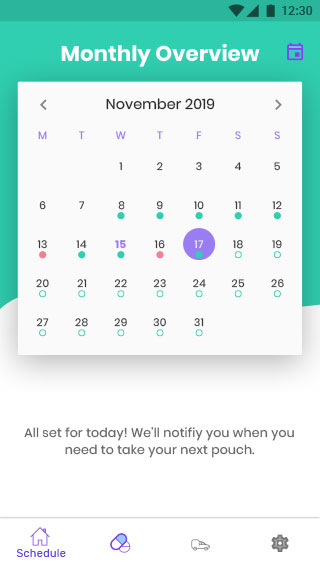 12:30
Monthly Overview
November 2019
M T W T F S S
1 2 3 4 5
6 7 8 9 10 11 12
13 14 15 16 17 18 19
20 21 22 23 24 25 26
27 28 29 30 31
All set for today! We'll notifiy you when you
need to take your next pouch.
Schedule